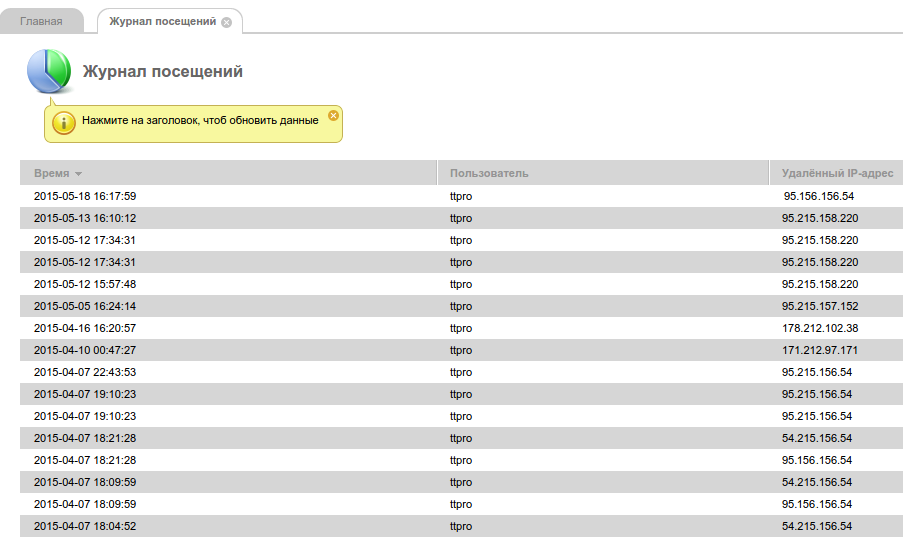 Главная
Журнал посещений
Журнал посещений
Нажмите на заголовок, чтоб обновить данные
Время Пользователь Удалённый IP-адрес
2015-05-18 16:17:59 ttpro 95.156.156.54
2015-05-13 16:10:12 ttpro 95.215.158.220
2015-05-12 17:34:31 ttpro 95.215.158.220
2015-05-12 17:34:31 ttpro 95.215.158.220
2015-05-12 15:57:48 ttpro 95.215.158.220
2015-05-05 16:24:14 ttpro 95.215.157.152
2015-04-16 16:20:57 ttpro 178.212.102.38
2015-04-10 00:47:27 ttpro 171.212.97.171
2015-04-07 22:43:53 ttpro 95.215.156.54
2015-04-07 19:10:23 ttpro 95.215.156.54
2015-04-07 19:10:23 ttpro 95.215.156.54
2015-04-07 18:21:28 ttpro 54.215.156.54
2015-04-07 18:21:28 ttpro 95.156.156.54
2015-04-07 18:09:59 ttpro 54.215.156.54
2015-04-07 18:09:59 ttpro 95.156.156.54
2015-04-07 18:04:52 ttpro 54.215.156.54